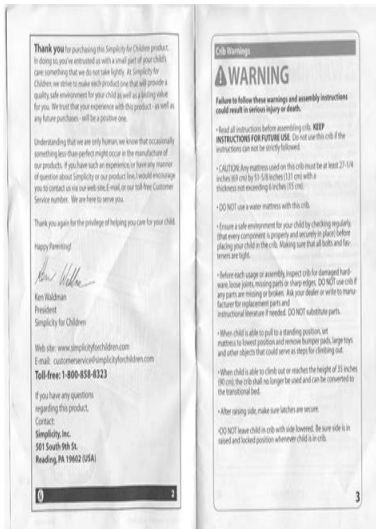 Thank you for purchasing this Simplicity for Children product.
In doing so, you've entrusted us with a small part of your child's
care something that we do not take lightly. At Simplicity for
Children, we strive to make each product one that will provide a
quality, safe environment for your child as well as a lasting value
for you. We trust that your experience with this product - as well as
any future purchases - will be a positive one.
Understanding that we are only human, we know that occasionally
something less-than-perfect might occur in the manufacture of
our products. If you have such an experience, or have any manner
of question about Simplicity or our product line, I would encourage
you to contact us via our web site, E-mail, or our toll-free Customer
Service number. We are here to serve you.
Thank you again for the privilege of helping you care for your child.
Happy Parenting!
Ken Waldman
Ken Waldman
President
Simplicity for Children
Web site: www.simplicityforchildren.com
E-mail: customerservice@simplicityforchildren.com
Toll-free: 1-800-858-8323
If you have any questions
regarding this product,
Contact:
Simplicity, Inc.
501 South 9th St.
Reading, PA 19602 (USA)
2
Crib Warnings
WARNING
Failure to follow these warnings and assembly instructions
could result in serious injury or death.
• Read all instructions before assembling crib. KEEP
INSTRUCTIONS FOR FUTURE USE. Do not use this crib if the
instructions can not be strictly followed.
• CAUTION: Any mattress used on this crib must be at least 27-1/4
inches (69 cm) by 51-5/8 inches (131 cm) with a
thickness not exceeding 6 inches (15 cm).
• DO NOT use a water mattress with this crib.
• Ensure a safe environment for your child by checking regularly,
that every component is properly and securely in place, before
placing your child in the crib. Making sure that all bolts and fas-
teners are tight.
• Before each usage or assembly, inspect crib for damaged hard-
ware, loose joints, missing parts or sharp edges. DO NOT use crib if
any parts are missing or broken. Ask your dealer or write to manu-
facturer for replacement parts and
instructional literature if needed. DO NOT substitute parts.
• When child is able to pull to a standing position, set
mattress to lowest position and remove bumper pads, large toys
and other objects that could serve as steps for climbing out.
• When child is able to climb out or reaches the height of 35 inches
(90 cm), the crib shall no longer be used and can be converted to
the transitional bed.
• After raising side, make sure latches are secure.
•DO NOT leave child in crib with side lowered. Be sure side is in
raised and locked position whenever child is in crib.
3